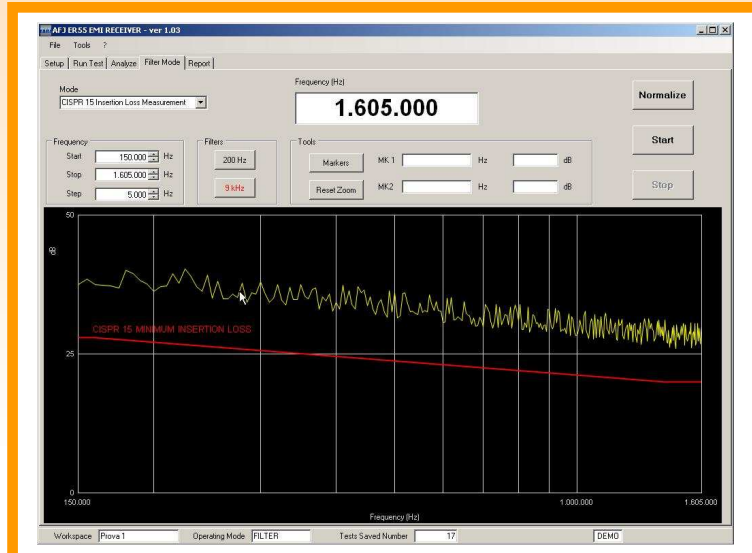 AFJ ER55 EMI RECEIVER - ver 1.03
File Tools ?
Setup Run Test Analyze Filter Mode Report
Mode
CISPR 15 Insertion Loss Measurement
Frequency (Hz)
1.605.000
Normalize
Start
Stop
Frequency
Start 150.000 Hz
Stop 1.605.000 Hz
Step 5.000 Hz
Filters
200 Hz
9 kHz
Tools
Markers MK 1 Hz dB
Reset Zoom MK2 Hz dB
50
dB
CISPR 15 MINIMUM INSERTION LOSS
25
0
150.000 1.000.000 1.605.000
Frequency (Hz)
Workspace Prova 1 Operating Mode FILTER Tests Saved Number 17 DEMO